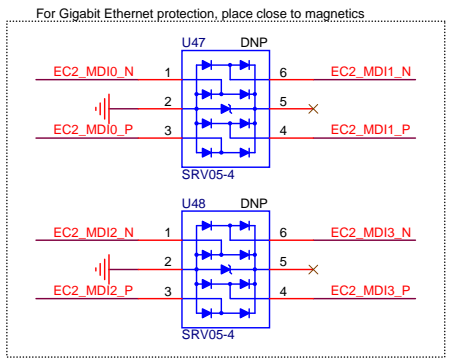 For Gigabit Ethernet protection, place close to magnetics
U47 DNP
EC2_MDI0_N 1 6 EC2_MDI1_N
2 5
EC2_MDI0_P 3 4 EC2_MDI1_P
SRV05-4
U48 DNP
EC2_MDI2_N 1 6 EC2_MDI3_N
2 5
EC2_MDI2_P 3 4 EC2_MDI3_P
SRV05-4